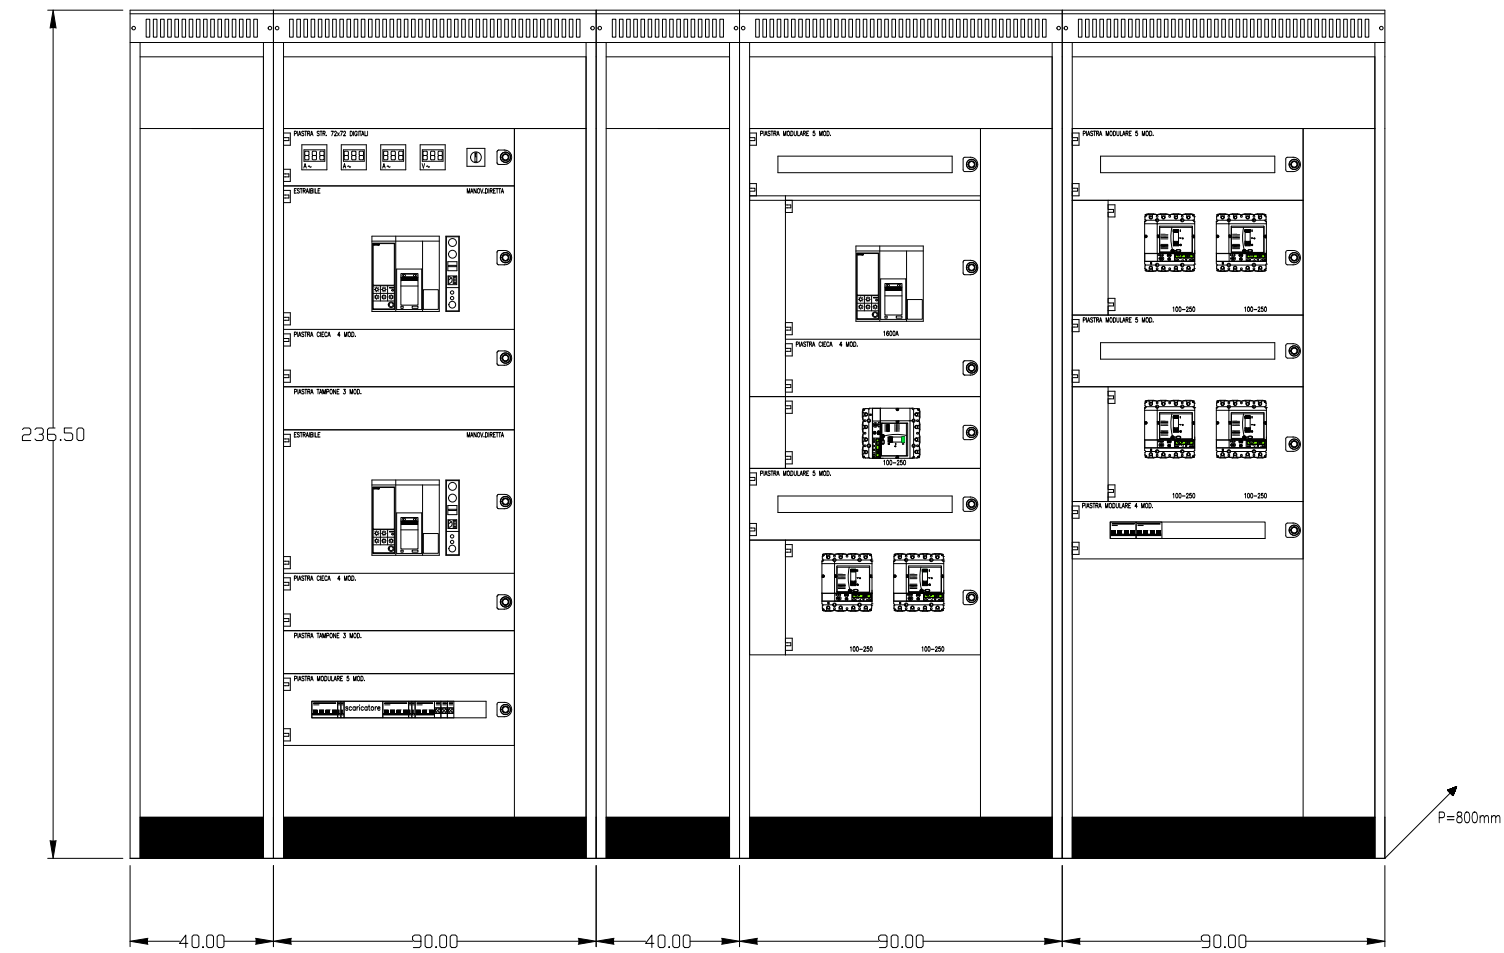 PIASTRA STR. 72x72 DIGITALI
A~ A~ A~ V~
ESTRAIBILE MANOV.DIRETTA
PIASTRA CIECA 4 MOD.
PIASTRA TAMPONE 3 MOD.
ESTRAIBILE MANOV.DIRETTA
PIASTRA CIECA 4 MOD.
PIASTRA TAMPONE 3 MOD.
PIASTRA MODULARE 5 MOD.
scaricatore
PIASTRA MODULARE 5 MOD.
1600A
PIASTRA CIECA 4 MOD.
100-250
PIASTRA MODULARE 5 MOD.
100-250 100-250
PIASTRA MODULARE 5 MOD.
100-250 100-250
PIASTRA MODULARE 5 MOD.
100-250 100-250
PIASTRA MODULARE 4 MOD.
236.50
P=800mm
40.00 90.00 40.00 90.00 90.00